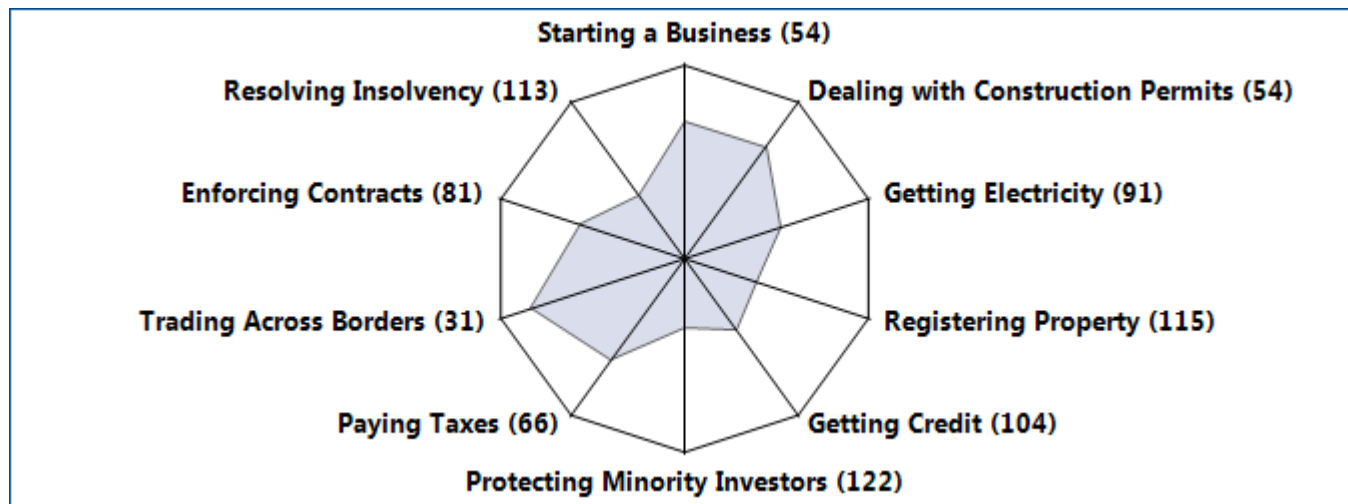 Starting a Business (54)
Resolving Insolvency (113)
Dealing with Construction Permits (54)
Enforcing Contracts (81)
Getting Electricity (91)
Trading Across Borders (31)
Registering Property (115)
Paying Taxes (66)
Getting Credit (104)
Protecting Minority Investors (122)